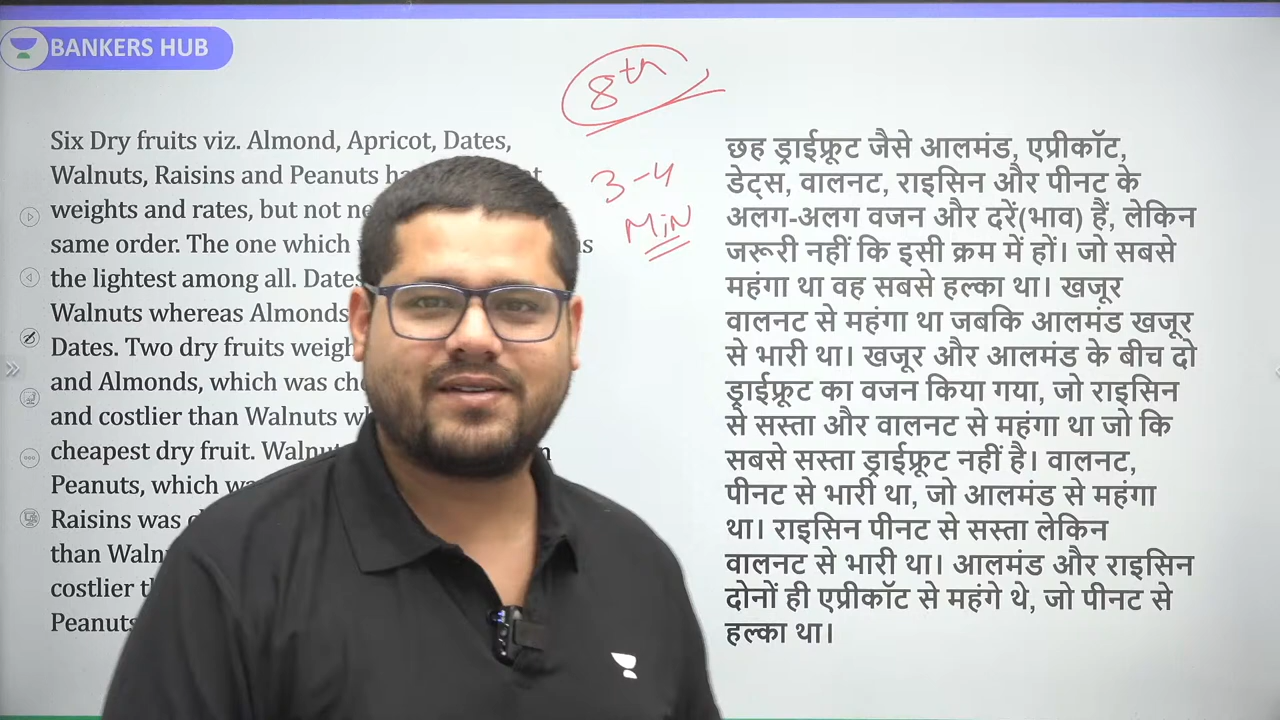 BANKERS HUB
8th
3-4
MiN
Six Dry fruits viz. Almond, Apricot, Dates,
Walnuts, Raisins and Peanuts
weights and rates, but not
same order. The one which
the lightest among all. Dates
Walnuts whereas Almonds
Dates. Two dry fruits
and Almonds, which was
and costlier than Walnuts
cheapest dry fruit.
Peanuts, which
Raisins was
than
costlier
Peanuts
छह ड्राईफ्रूट जैसे आलमंड, एप्रीकॉट,
डेट्स, वालनट, राइसिन और पीनट के
अलग-अलग वजन और दरें(भाव) हैं, लेकिन
जरूरी नहीं कि इसी क्रम में हों। जो सबसे
महंगा था वह सबसे हल्का था। खजूर
वालनट से महंगा था जबकि आलमंड खजूर
से भारी था। खजूर और आलमंड के बीच दो
ड्राईफ्रूट का वजन किया गया, जो राइसिन
से सस्ता और वालनट से महंगा था जो कि
सबसे सस्ता ड्राईफ्रूट नहीं है। वालनट,
पीनट से भारी था, जो आलमंड से महंगा
था। राइसिन पीनट से सस्ता लेकिन
वालनट से भारी था। आलमंड और राइसिन
दोनों ही एप्रीकॉट से महंगे थे, जो पीनट से
हल्का था।